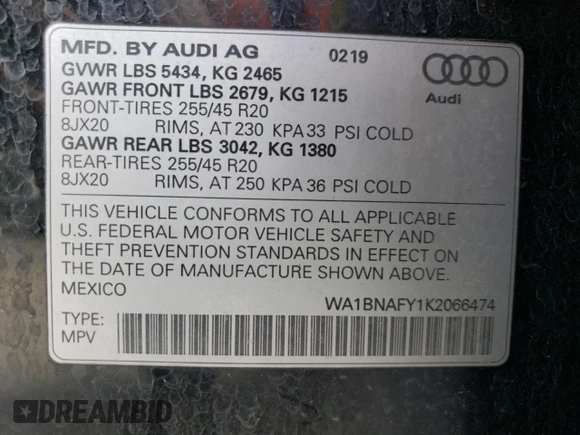 MFD. BY AUDI AG 0219
GVWR LBS 5434, KG 2465
GAWR FRONT LBS 2679, KG 1215
FRONT-TIRES 255/45 R20
8JX20 RIMS, AT 230 KPA 33 PSI COLD
GAWR REAR LBS 3042, KG 1380
REAR-TIRES 255/45 R20
8JX20 RIMS, AT 250 KPA 36 PSI COLD
Audi
THIS VEHICLE CONFORMS TO ALL APPLICABLE
U.S. FEDERAL MOTOR VEHICLE SAFETY AND
THEFT PREVENTION STANDARDS IN EFFECT ON
THE DATE OF MANUFACTURE SHOWN ABOVE.
MEXICO WA1BNAFY1K2066474
TYPE:
MPV
DREAMBID